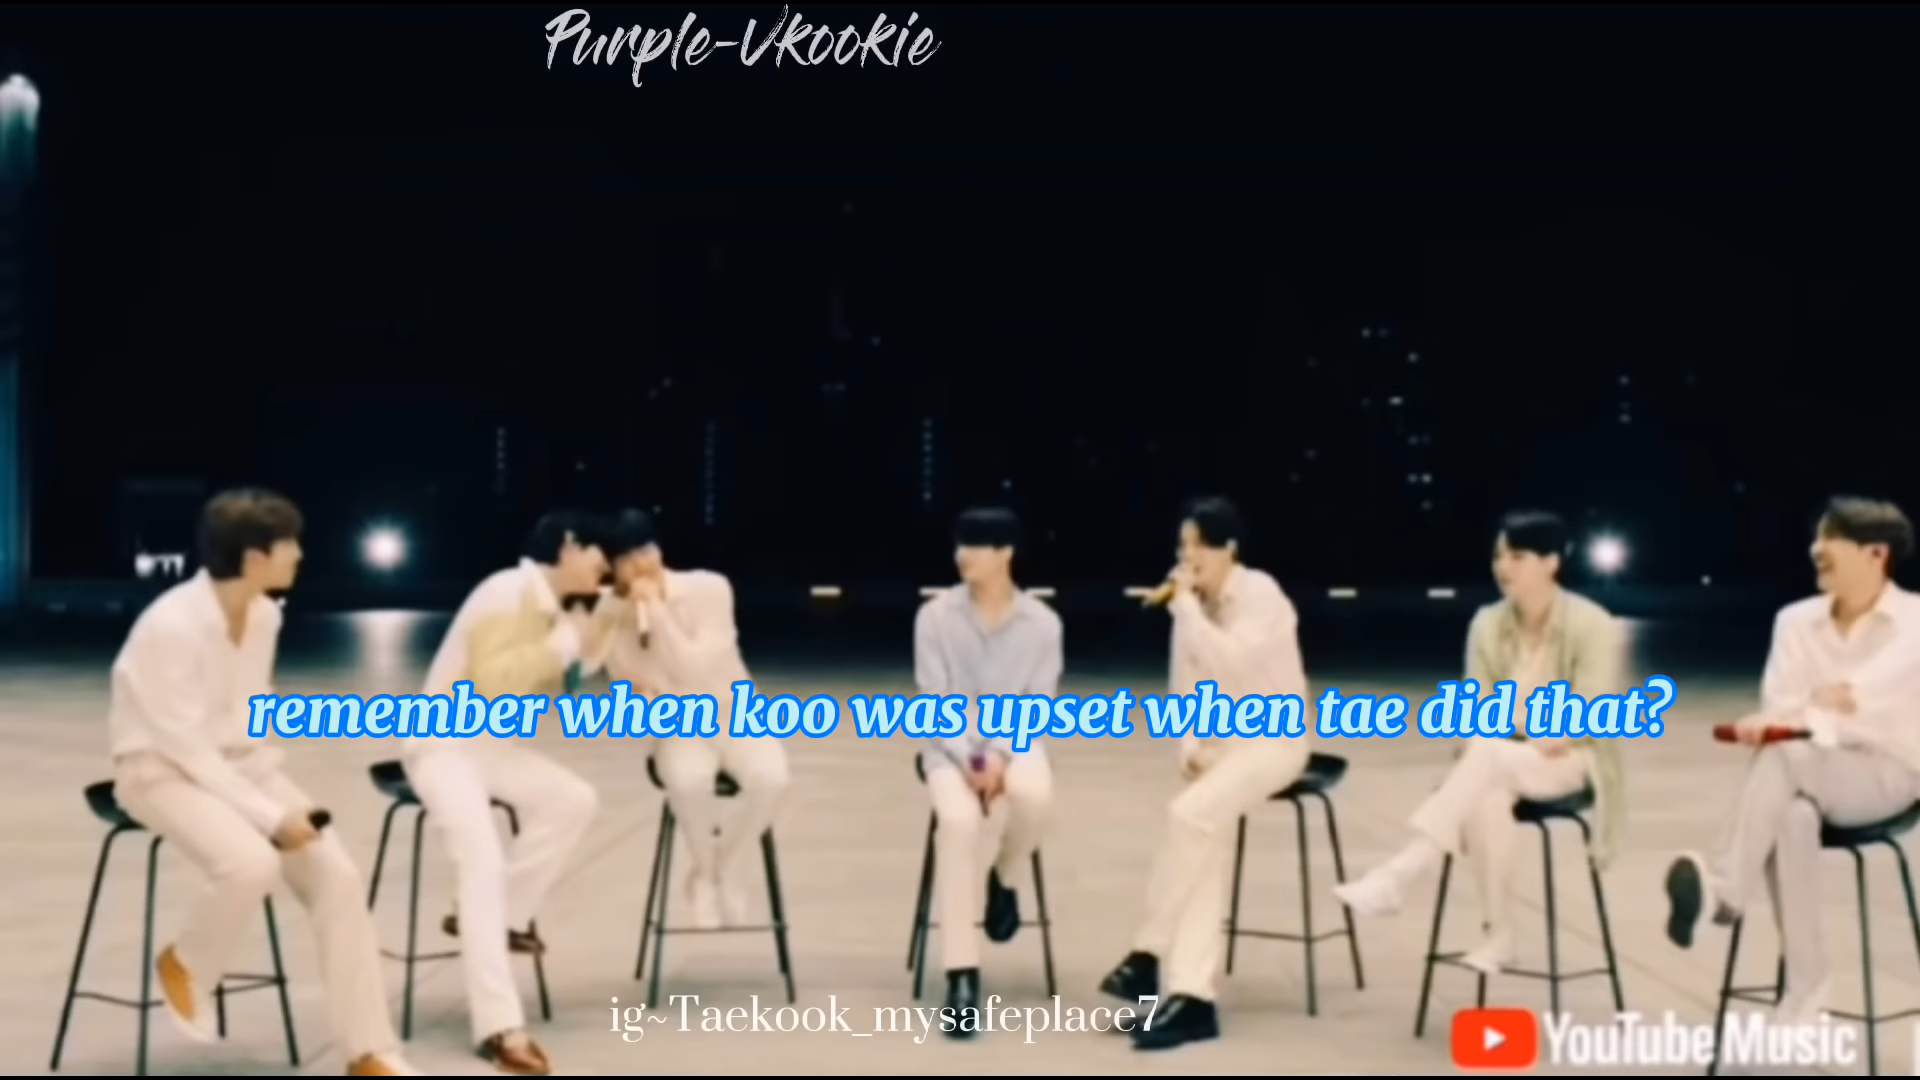 Purple-Vkookie
remember when koo was upset when tae did that?
ig~Taekook_mysafeplace7
YouTube Music